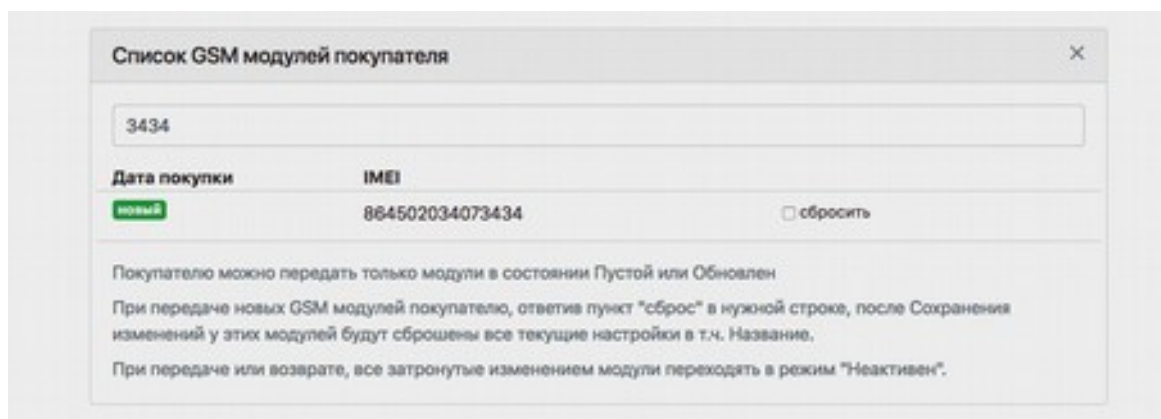 Список GSM модулей покупателя
3434
Дата покупки IMEI
новый 864502034073434 сбросить
Покупателю можно передать только модули в состоянии Пустой или Обновлен
При передаче новых GSM модулей покупателю, ответив пункт "сброс" в нужной строке, после Сохранения
изменений у этих модулей будут сброшены все текущие настройки в т.ч. Название.
При передаче или возврате, все затронутые изменением модули переходять в режим "Неактивен".